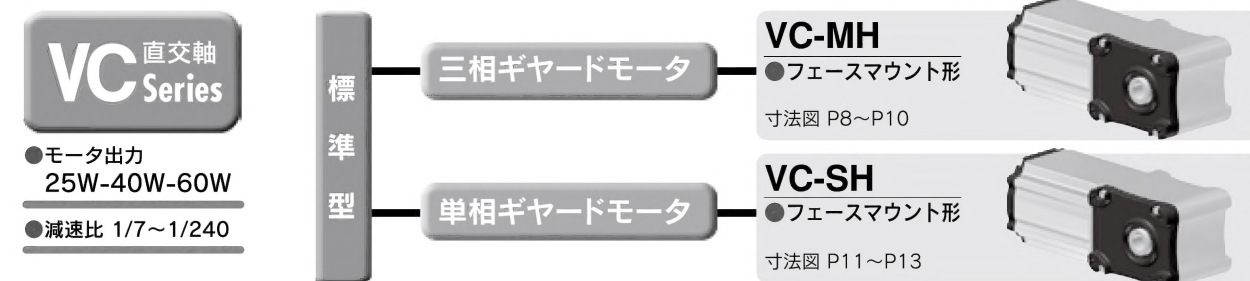 VC 直交軸
Series
●モータ出力
25W-40W-60W
●減速比 1/7〜1/240
標準型
三相ギヤードモータ
VC-MH
●フェースマウント形
寸法図 P8〜P10
単相ギヤードモータ
VC-SH
●フェースマウント形
寸法図 P11〜P13